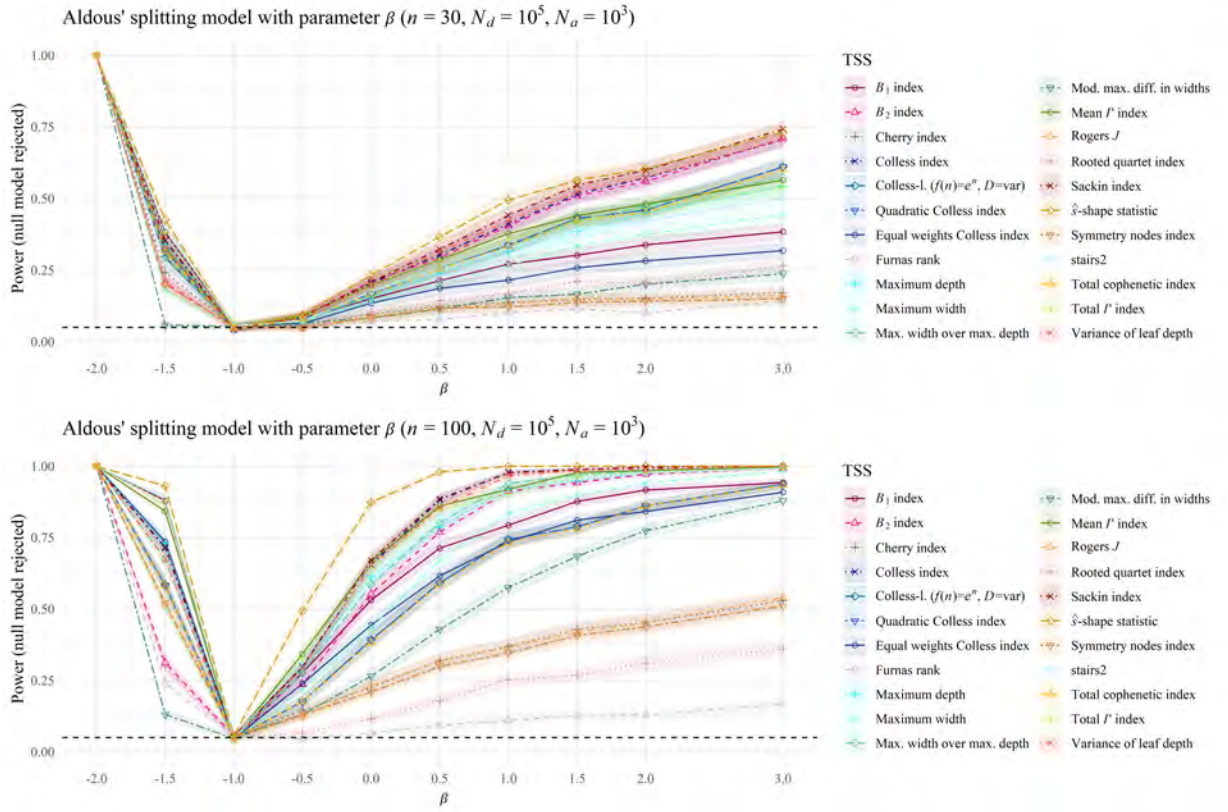 Aldous' splitting model with parameter β (n = 30, N_d = 10^5, N_a = 10^3)
Power (null model rejected)
1.00
0.75
0.50
0.25
0.00
-2.0 -1.5 -1.0 -0.5 0.0 0.5 1.0 1.5 2.0 3.0
β
TSS
B₁ index
B₂ index
Cherry index
Colless index
Colless-l. (f(n)=eⁿ, D=var)
Quadratic Colless index
Equal weights Colless index
Furnas rank
Maximum depth
Maximum width
Max. width over max. depth
Mod. max. diff. in widths
Mean I' index
Rogers J
Rooted quartet index
Sackin index
ŝ-shape statistic
Symmetry nodes index
stairs2
Total cophenetic index
Total I' index
Variance of leaf depth
Aldous' splitting model with parameter β (n = 100, N_d = 10^5, N_a = 10^3)
Power (null model rejected)
1.00
0.75
0.50
0.25
0.00
-2.0 -1.5 -1.0 -0.5 0.0 0.5 1.0 1.5 2.0 3.0
β
TSS
B₁ index
B₂ index
Cherry index
Colless index
Colless-l. (f(n)=eⁿ, D=var)
Quadratic Colless index
Equal weights Colless index
Furnas rank
Maximum depth
Maximum width
Max. width over max. depth
Mod. max. diff. in widths
Mean I' index
Rogers J
Rooted quartet index
Sackin index
ŝ-shape statistic
Symmetry nodes index
stairs2
Total cophenetic index
Total I' index
Variance of leaf depth